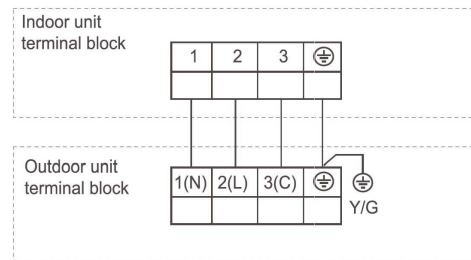 Indoor unit
terminal block
1 2 3
Outdoor unit
terminal block
1(N) 2(L) 3(C)
Y/G